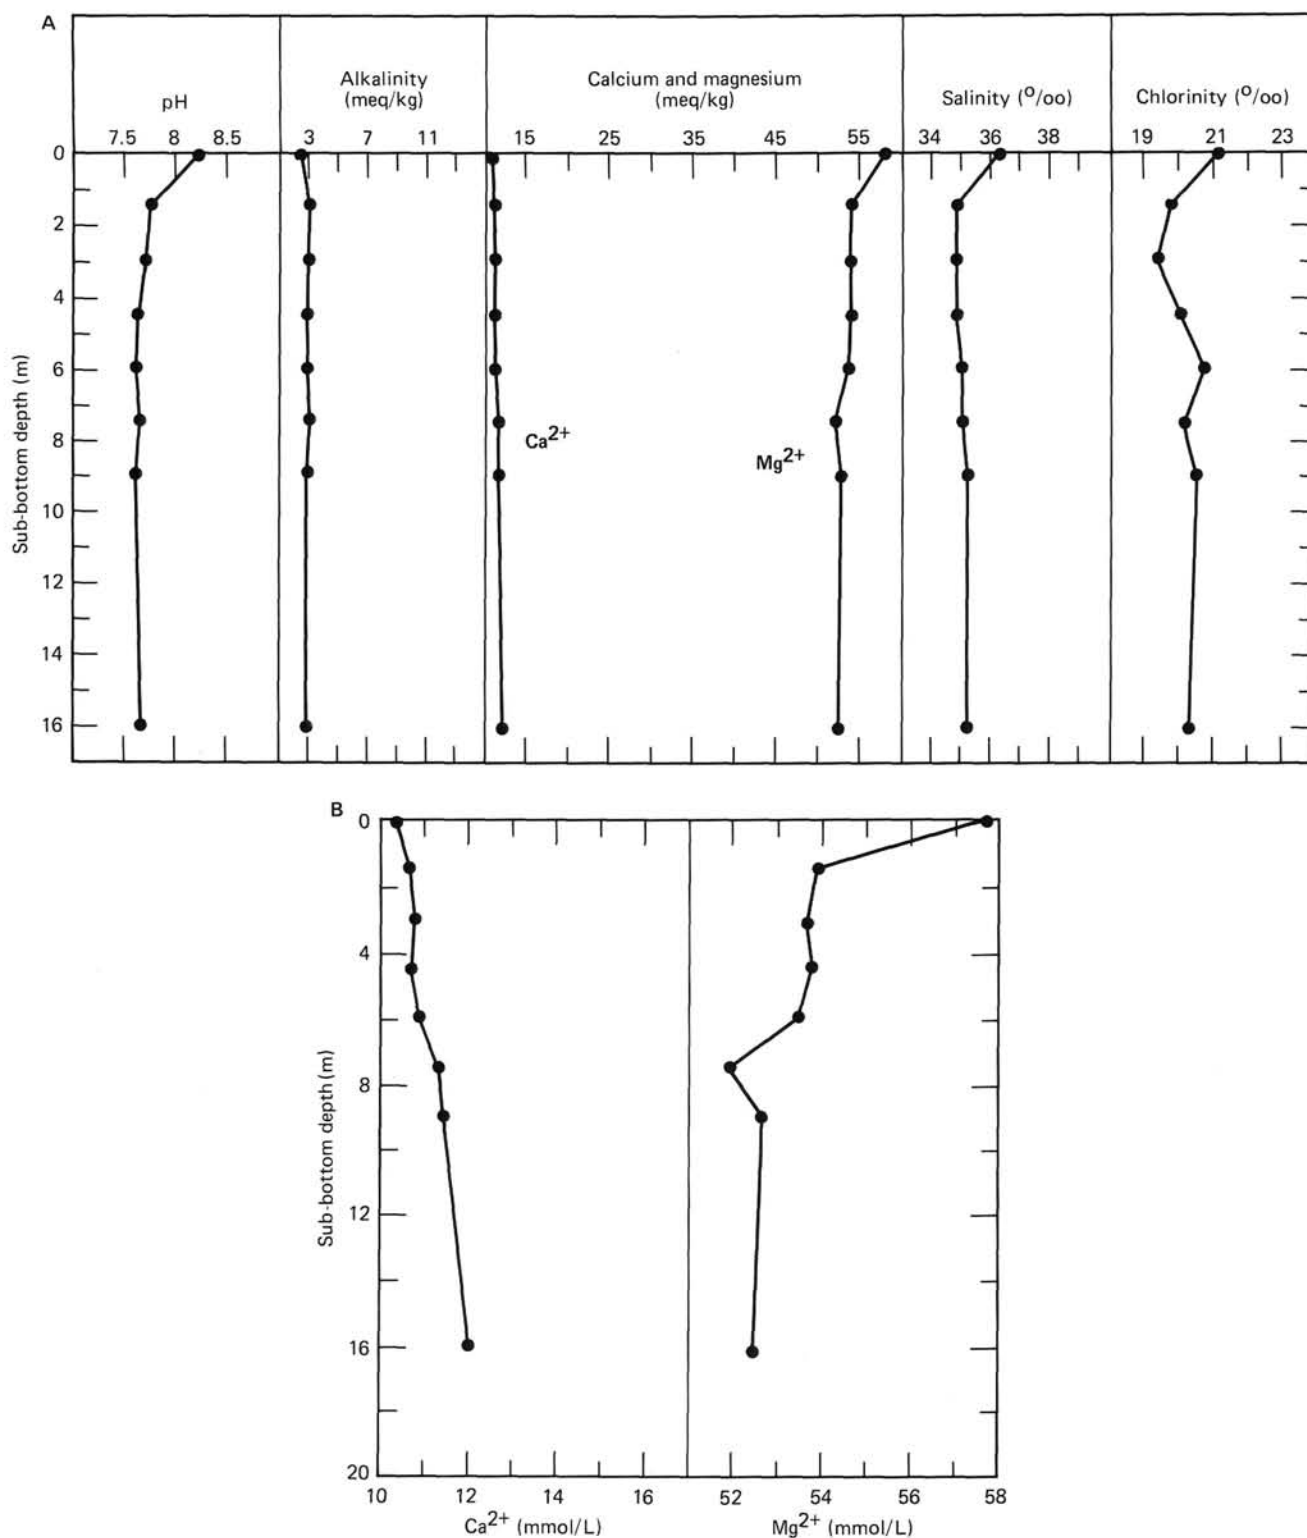 A
pH
Alkalinity
(meq/kg)
Calcium and magnesium
(meq/kg)
Salinity (°/oo)
Chlorinity (°/oo)
7.5 8 8.5
3 7 11
15 25 35 45 55
34 36 38
19 21 23
0
2
4
6
8
10
12
14
16
Sub-bottom depth (m)
Ca²⁺
Mg²⁺
B
0
4
8
12
16
20
Sub-bottom depth (m)
10 12 14 16
52 54 56 58
Ca²⁺ (mmol/L)
Mg²⁺ (mmol/L)